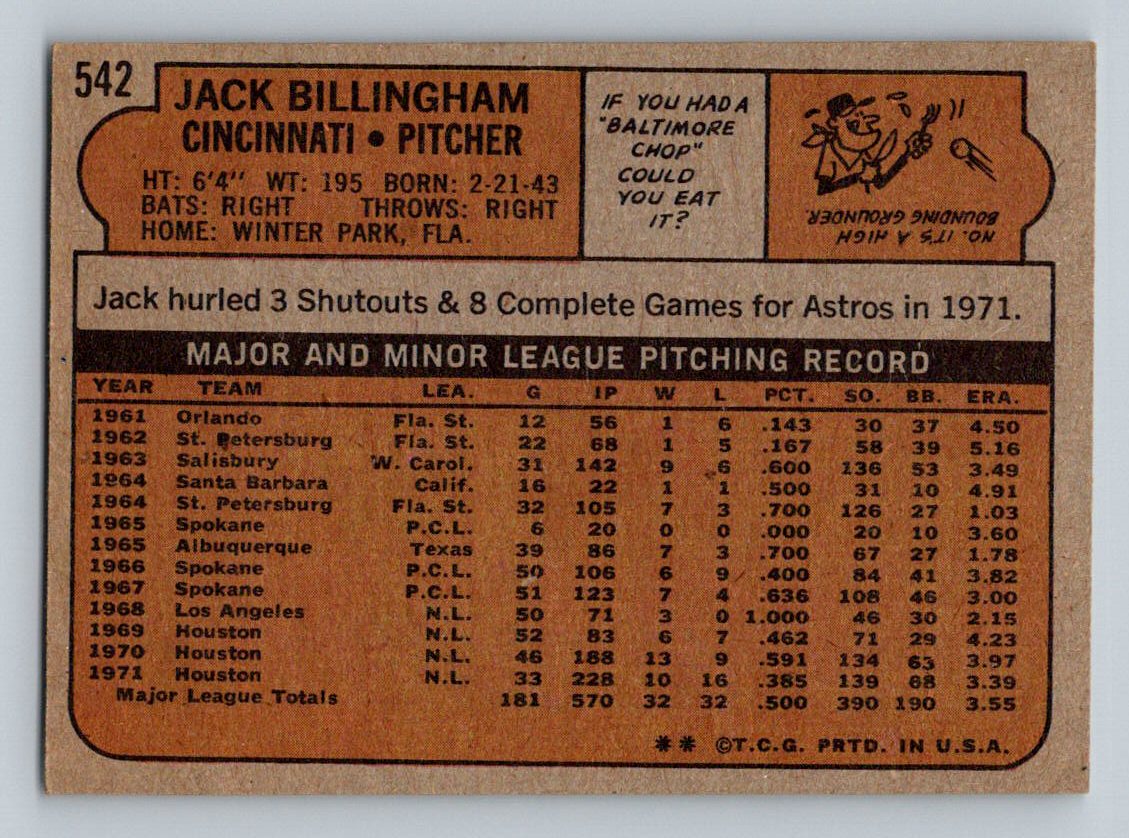 542
JACK BILLINGHAM
CINCINNATI • PITCHER
HT: 6'4" WT: 195 BORN: 2-21-43
BATS: RIGHT THROWS: RIGHT
HOME: WINTER PARK, FLA.
IF YOU HAD A
"BALTIMORE
CHOP"
COULD
YOU EAT
IT?
NO. IT'S A HIGH
BOUNDING GROUNDER.
Jack hurled 3 Shutouts & 8 Complete Games for Astros in 1971.
MAJOR AND MINOR LEAGUE PITCHING RECORD
YEAR TEAM LEA. G IP W L PCT. SO. BB. ERA.
1961 Orlando Fla. St. 12 56 1 6 .143 30 37 4.50
1962 St. Petersburg Fla. St. 22 68 1 5 .167 58 39 5.16
1963 Salisbury W. Carol. 31 142 9 6 .600 136 53 3.49
1964 Santa Barbara Calif. 16 22 1 1 .500 31 10 4.91
1964 St. Petersburg Fla. St. 32 105 7 3 .700 126 27 1.03
1965 Spokane P.C.L. 6 20 0 0 .000 20 10 3.60
1965 Albuquerque Texas 39 86 7 3 .700 67 27 1.78
1966 Spokane P.C.L. 50 106 6 9 .400 84 41 3.82
1967 Spokane P.C.L. 51 123 7 4 .636 108 46 3.00
1968 Los Angeles N.L. 50 71 3 0 1.000 46 30 2.15
1969 Houston N.L. 52 83 6 7 .462 71 29 4.23
1970 Houston N.L. 46 188 13 9 .591 134 63 3.97
1971 Houston N.L. 33 228 10 16 .385 139 68 3.39
Major League Totals 181 570 32 32 .500 390 190 3.55
** ©T.C.G. PRTD. IN U.S.A.